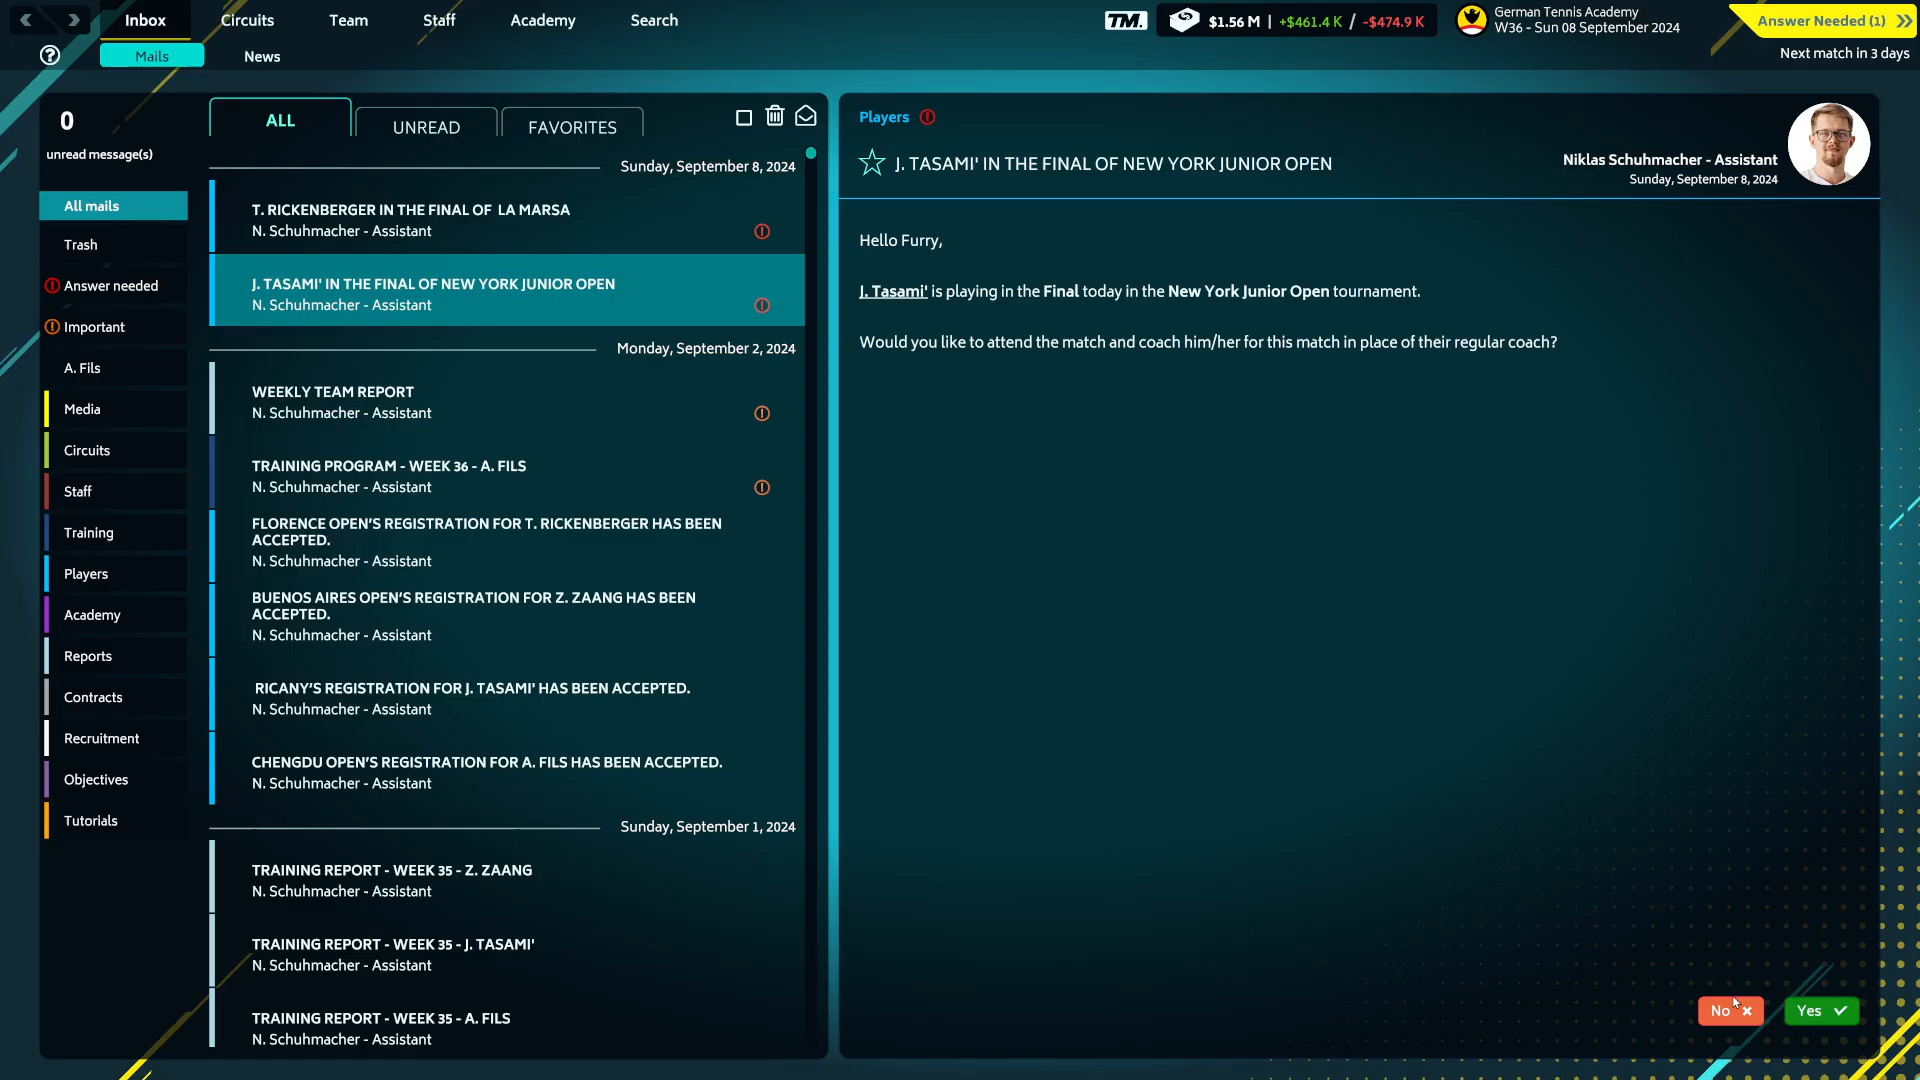 Inbox
Circuits
Team
Staff
Academy
Search
TM.
$1.56 M | +$461.4 K / -$474.9 K
German Tennis Academy
W36 - Sun 08 September 2024
Answer Needed (1)
Next match in 3 days
Mails
News
0
unread message(s)
All mails
Trash
Answer needed
Important
A. Fils
Media
Circuits
Staff
Training
Players
Academy
Reports
Contracts
Recruitment
Objectives
Tutorials
ALL
UNREAD
FAVORITES
Sunday, September 8, 2024
T. RICKENBERGER IN THE FINAL OF LA MARSA
N. Schuhmacher - Assistant
J. TASAMI' IN THE FINAL OF NEW YORK JUNIOR OPEN
N. Schuhmacher - Assistant
Monday, September 2, 2024
WEEKLY TEAM REPORT
N. Schuhmacher - Assistant
TRAINING PROGRAM - WEEK 36 - A. FILS
N. Schuhmacher - Assistant
FLORENCE OPEN'S REGISTRATION FOR T. RICKENBERGER HAS BEEN
ACCEPTED.
N. Schuhmacher - Assistant
BUENOS AIRES OPEN'S REGISTRATION FOR Z. ZAANG HAS BEEN
ACCEPTED.
N. Schuhmacher - Assistant
RICANY'S REGISTRATION FOR J. TASAMI' HAS BEEN ACCEPTED.
N. Schuhmacher - Assistant
CHENGDU OPEN'S REGISTRATION FOR A. FILS HAS BEEN ACCEPTED.
N. Schuhmacher - Assistant
Sunday, September 1, 2024
TRAINING REPORT - WEEK 35 - Z. ZAANG
N. Schuhmacher - Assistant
TRAINING REPORT - WEEK 35 - J. TASAMI'
N. Schuhmacher - Assistant
TRAINING REPORT - WEEK 35 - A. FILS
N. Schuhmacher - Assistant
Players
J. TASAMI' IN THE FINAL OF NEW YORK JUNIOR OPEN
Niklas Schuhmacher - Assistant
Sunday, September 8, 2024
Hello Furry,
J. Tasami' is playing in the Final today in the New York Junior Open tournament.
Would you like to attend the match and coach him/her for this match in place of their regular coach?
No
Yes